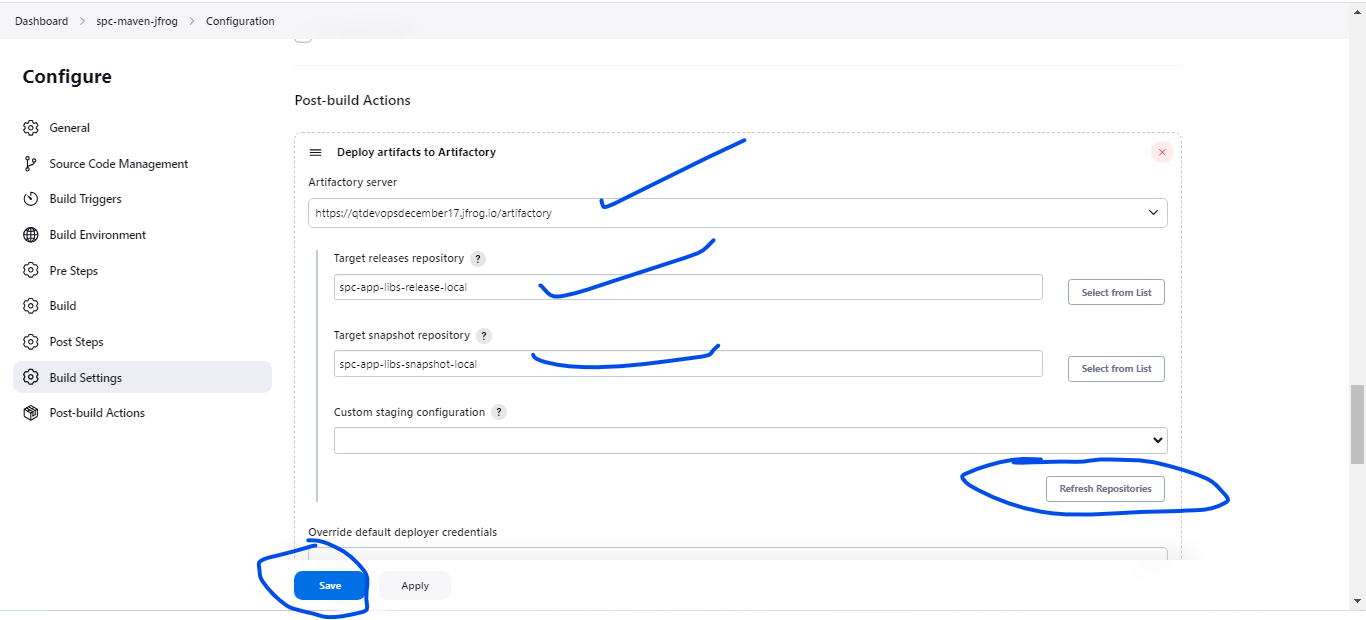 Dashboard > spc-maven-jfrog > Configuration
Configure
General
Source Code Management
Build Triggers
Build Environment
Pre Steps
Build
Post Steps
Build Settings
Post-build Actions
Post-build Actions
Deploy artifacts to Artifactory
Artifactory server
https://qtdevopsdecember17.jfrog.io/artifactory
Target releases repository ?
spc-app-libs-release-local
Select from List
Target snapshot repository ?
spc-app-libs-snapshot-local
Select from List
Custom staging configuration ?
Refresh Repositories
Override default deployer credentials
Save Apply